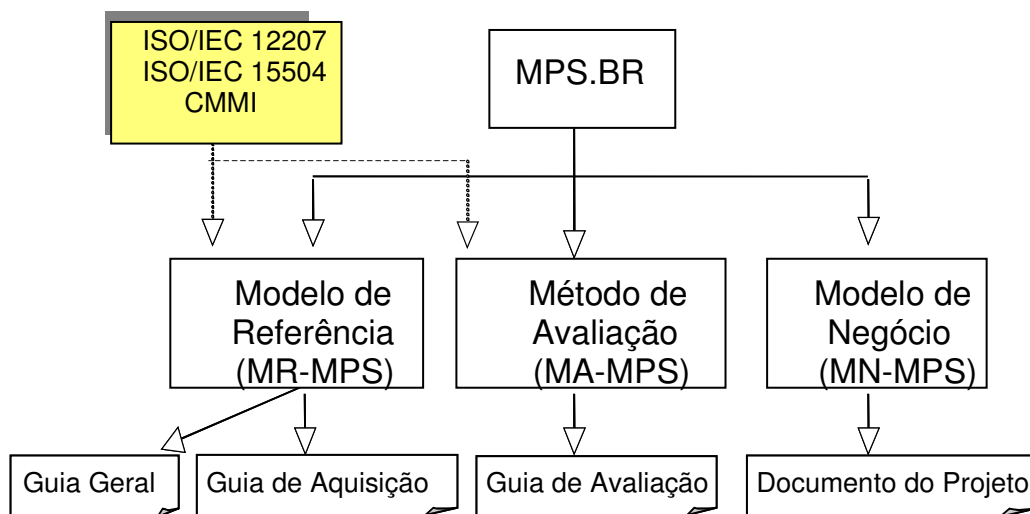 ISO/IEC 12207
ISO/IEC 15504
CMMI
MPS.BR
Modelo de
Referência
(MR-MPS)
Método de
Avaliação
(MA-MPS)
Modelo de
Negócio
(MN-MPS)
Guia Geral
Guia de Aquisição
Guia de Avaliação
Documento do Projeto